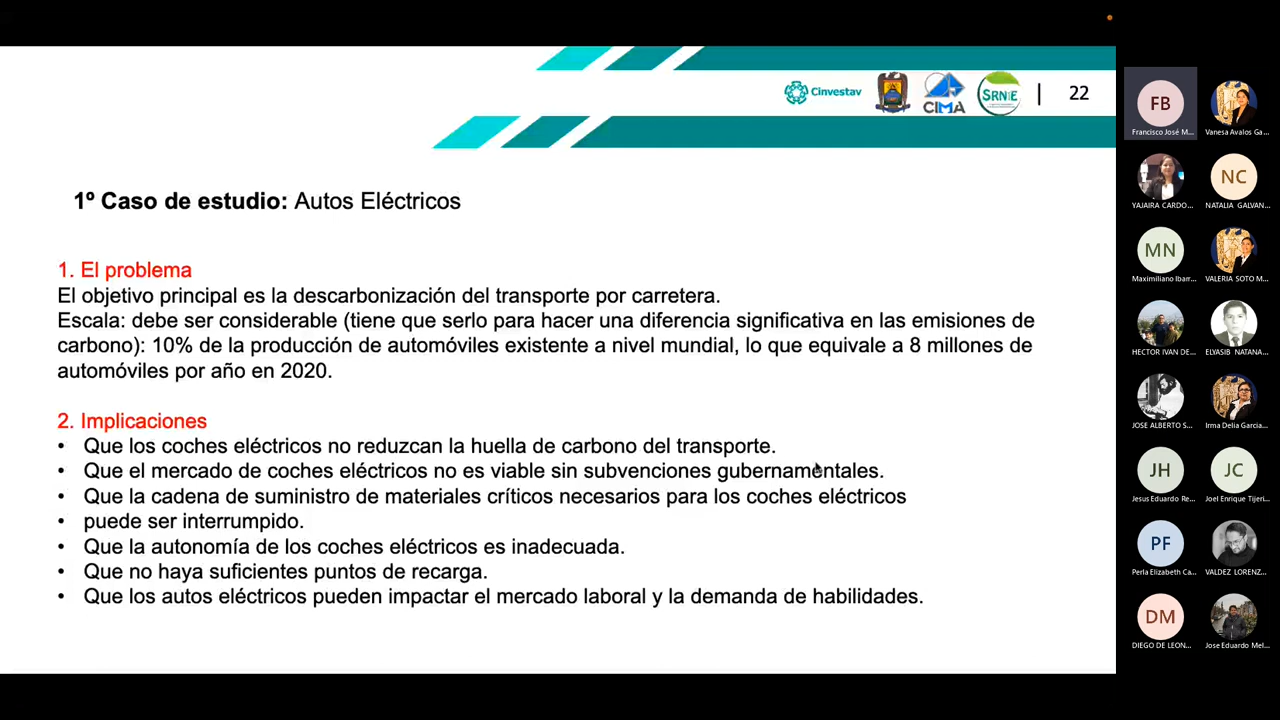 Cinvestav
CIMA
SRNyE
22
1º Caso de estudio: Autos Eléctricos
1. El problema
El objetivo principal es la descarbonización del transporte por carretera.
Escala: debe ser considerable (tiene que serlo para hacer una diferencia significativa en las emisiones de
carbono): 10% de la producción de automóviles existente a nivel mundial, lo que equivale a 8 millones de
automóviles por año en 2020.
2. Implicaciones
• Que los coches eléctricos no reduzcan la huella de carbono del transporte.
• Que el mercado de coches eléctricos no es viable sin subvenciones gubernamentales.
• Que la cadena de suministro de materiales críticos necesarios para los coches eléctricos
• puede ser interrumpido.
• Que la autonomía de los coches eléctricos es inadecuada.
• Que no haya suficientes puntos de recarga.
• Que los autos eléctricos pueden impactar el mercado laboral y la demanda de habilidades.
FB
Francisco José M...
Vanesa Avalos Ga...
YAJAIRA CARDO...
NC
NATALIA GALVAN...
MN
Maximiliano Ibarr...
VALERIA SOTO M...
HECTOR IVAN DE...
ELYASIB NATANA...
JOSE ALBERTO S...
Irma Delia Garcia...
JH
Jesus Eduardo Re...
JC
Joel Enrique Tijeri...
PF
Perla Elizabeth Ca...
VALDEZ LORENZ...
DM
DIEGO DE LEON...
Jose Eduardo Mel...